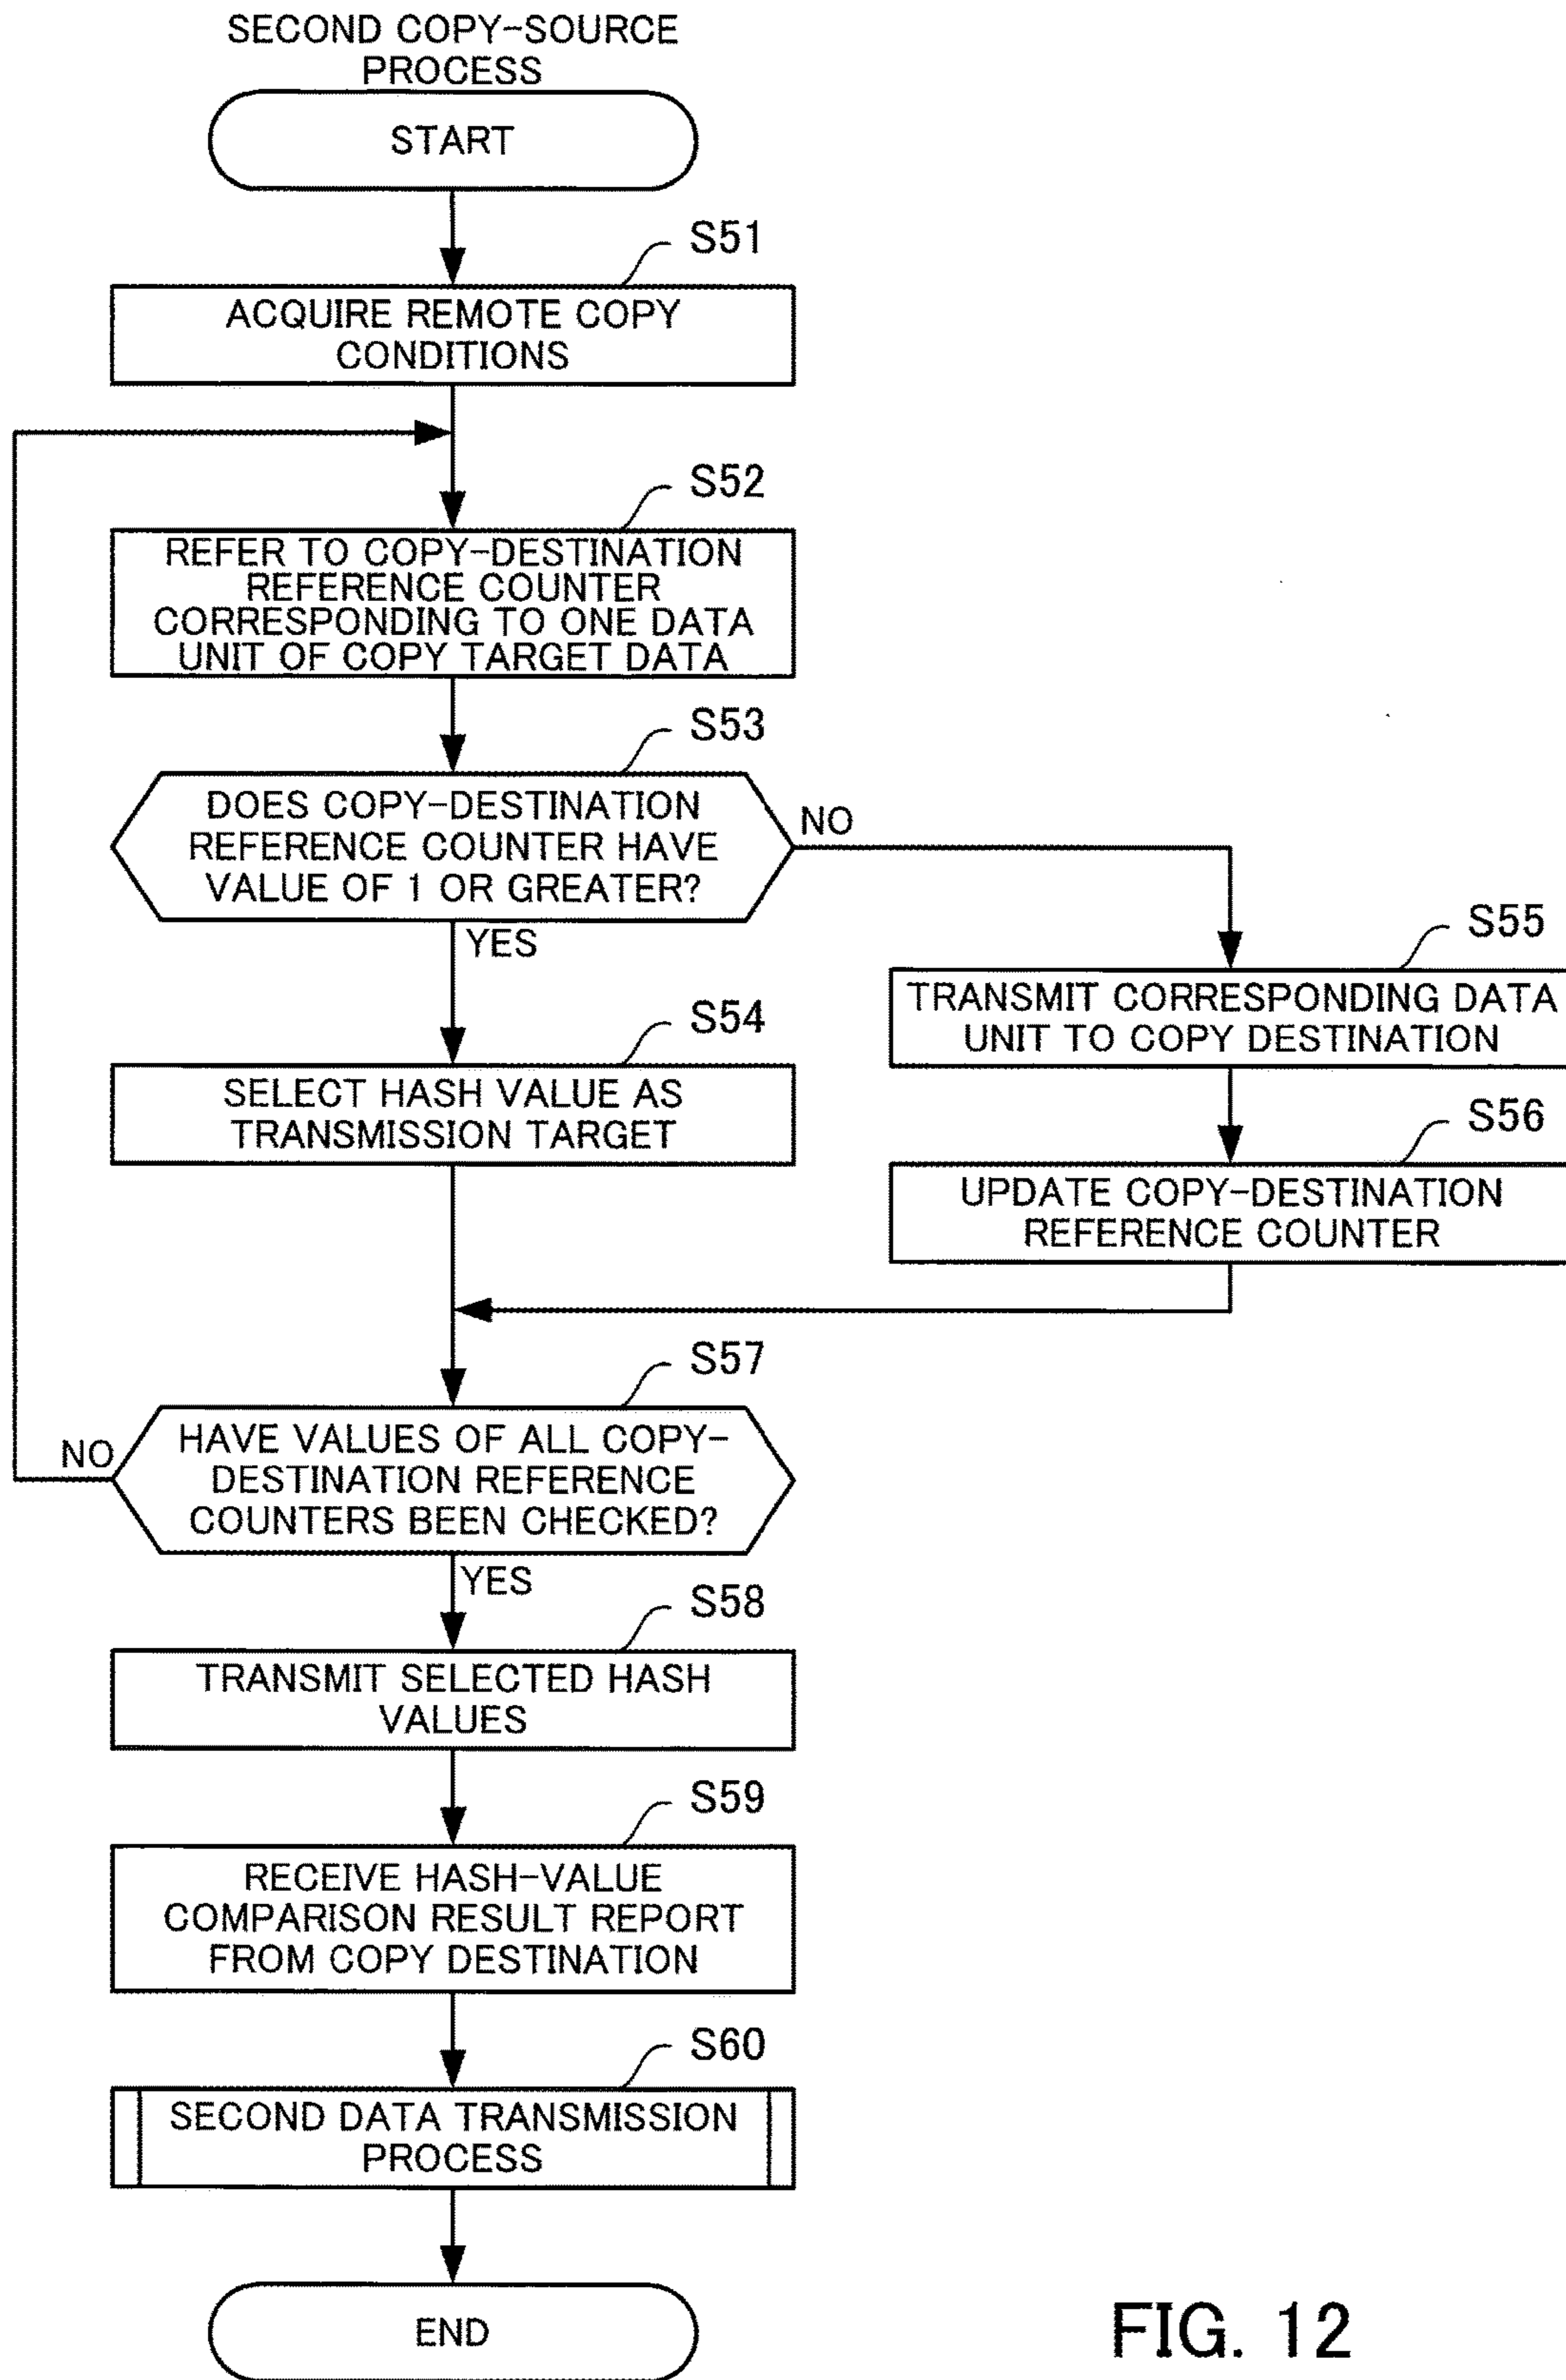 SECOND COPY-SOURCE
PROCESS
START
S51
ACQUIRE REMOTE COPY
CONDITIONS
S52
REFER TO COPY-DESTINATION
REFERENCE COUNTER
CORRESPONDING TO ONE DATA
UNIT OF COPY TARGET DATA
S53
DOES COPY-DESTINATION
REFERENCE COUNTER HAVE
VALUE OF 1 OR GREATER?
NO
YES
S54
SELECT HASH VALUE AS
TRANSMISSION TARGET
S55
TRANSMIT CORRESPONDING DATA
UNIT TO COPY DESTINATION
S56
UPDATE COPY-DESTINATION
REFERENCE COUNTER
S57
HAVE VALUES OF ALL COPY-
DESTINATION REFERENCE
COUNTERS BEEN CHECKED?
NO
YES
S58
TRANSMIT SELECTED HASH
VALUES
S59
RECEIVE HASH-VALUE
COMPARISON RESULT REPORT
FROM COPY DESTINATION
S60
SECOND DATA TRANSMISSION
PROCESS
END
FIG. 12